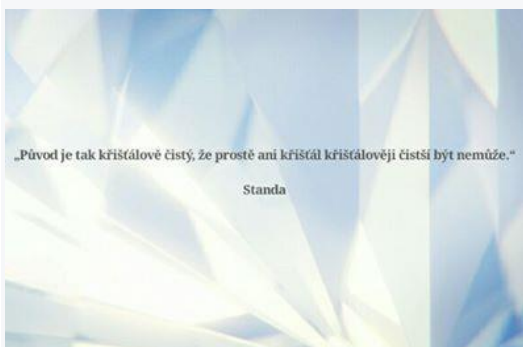 „Původ je tak křišťálově čistý, že prostě ani křišťál křišťálověji čistší být nemůže.“
Standa